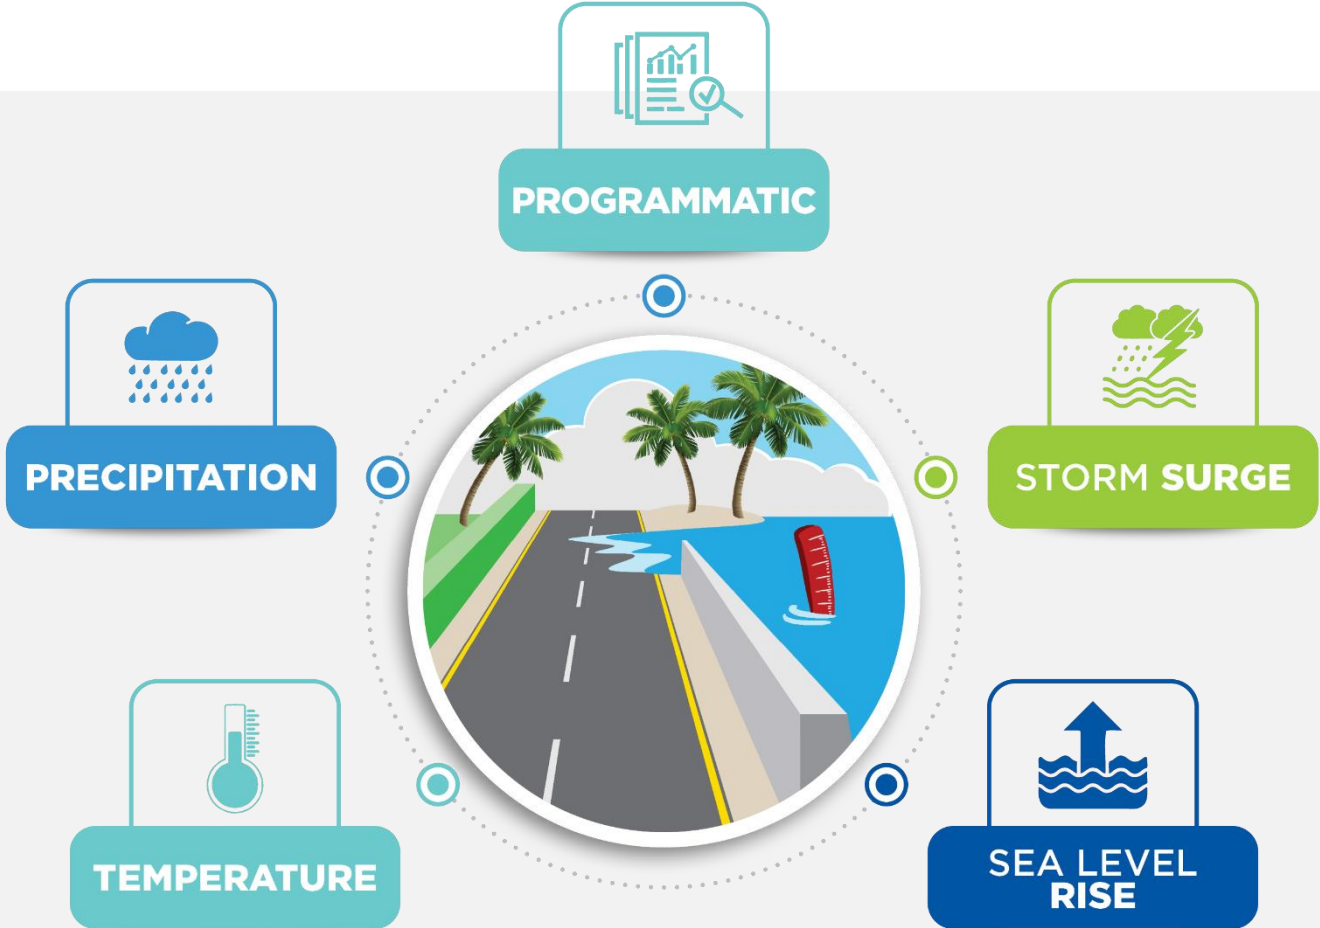 PROGRAMMATIC
PRECIPITATION
STORM SURGE
TEMPERATURE
SEA LEVEL
RISE